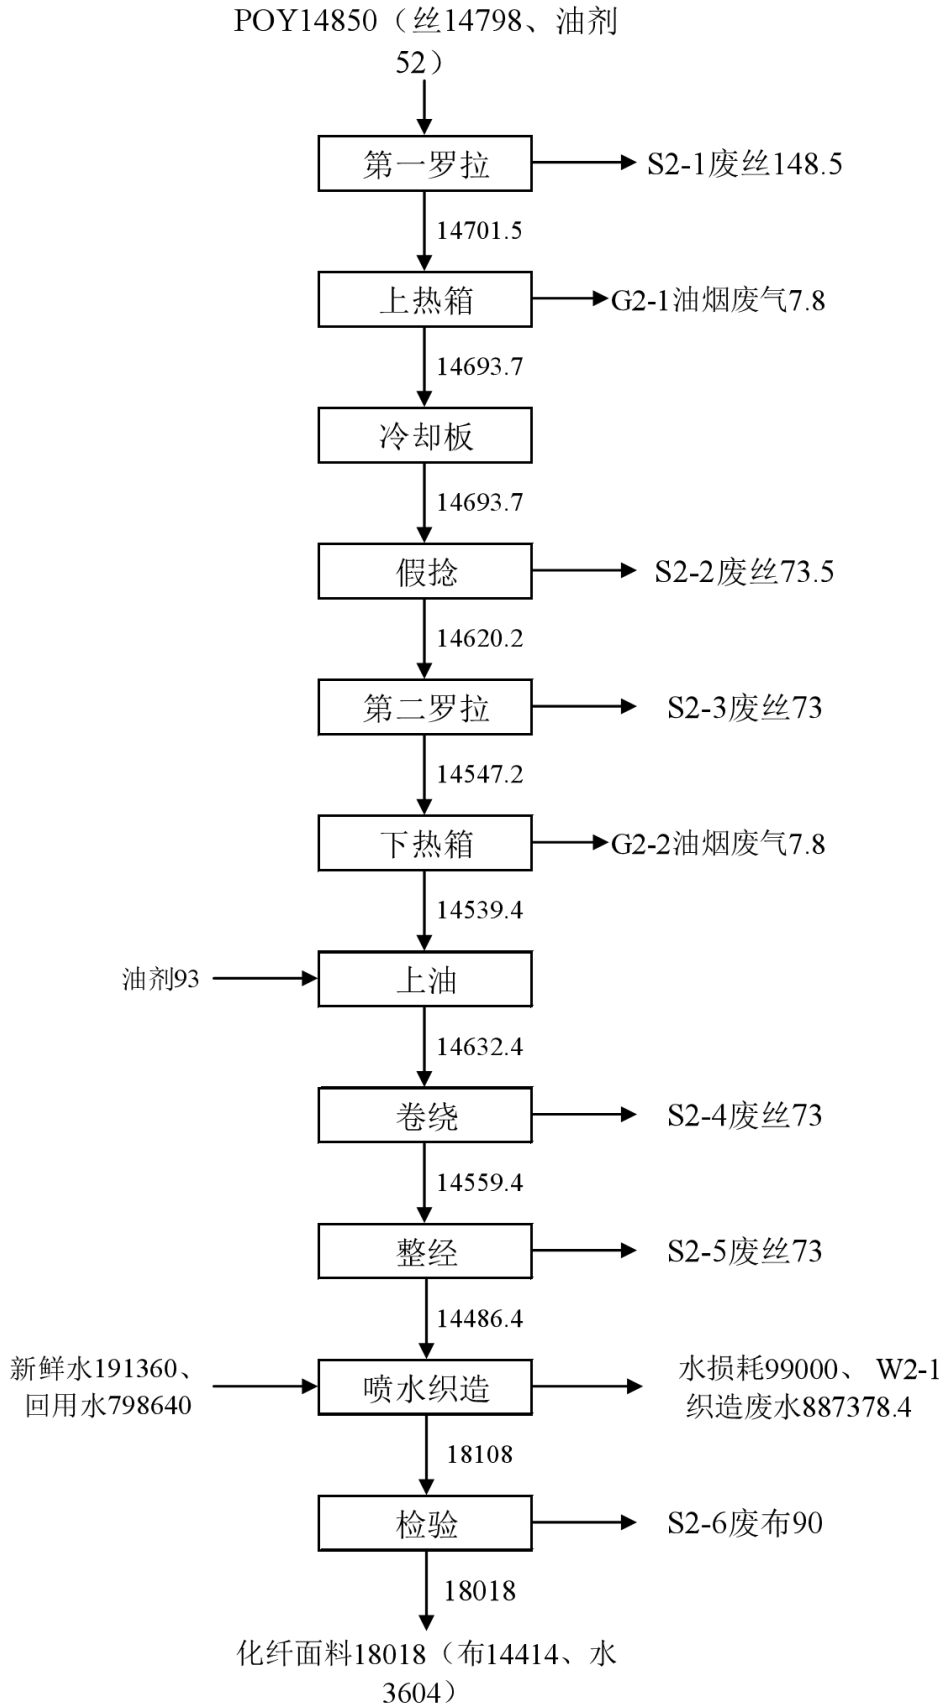 POY14850（丝14798、油剂
52）
第一罗拉
S2-1废丝148.5
14701.5
上热箱
G2-1油烟废气7.8
14693.7
冷却板
14693.7
假捻
S2-2废丝73.5
14620.2
第二罗拉
S2-3废丝73
14547.2
下热箱
G2-2油烟废气7.8
14539.4
油剂93
上油
14632.4
卷绕
S2-4废丝73
14559.4
整经
S2-5废丝73
14486.4
新鲜水191360、
回用水798640
喷水织造
水损耗99000、 W2-1
织造废水887378.4
18108
检验
S2-6废布90
18018
化纤面料18018（布14414、水
3604）